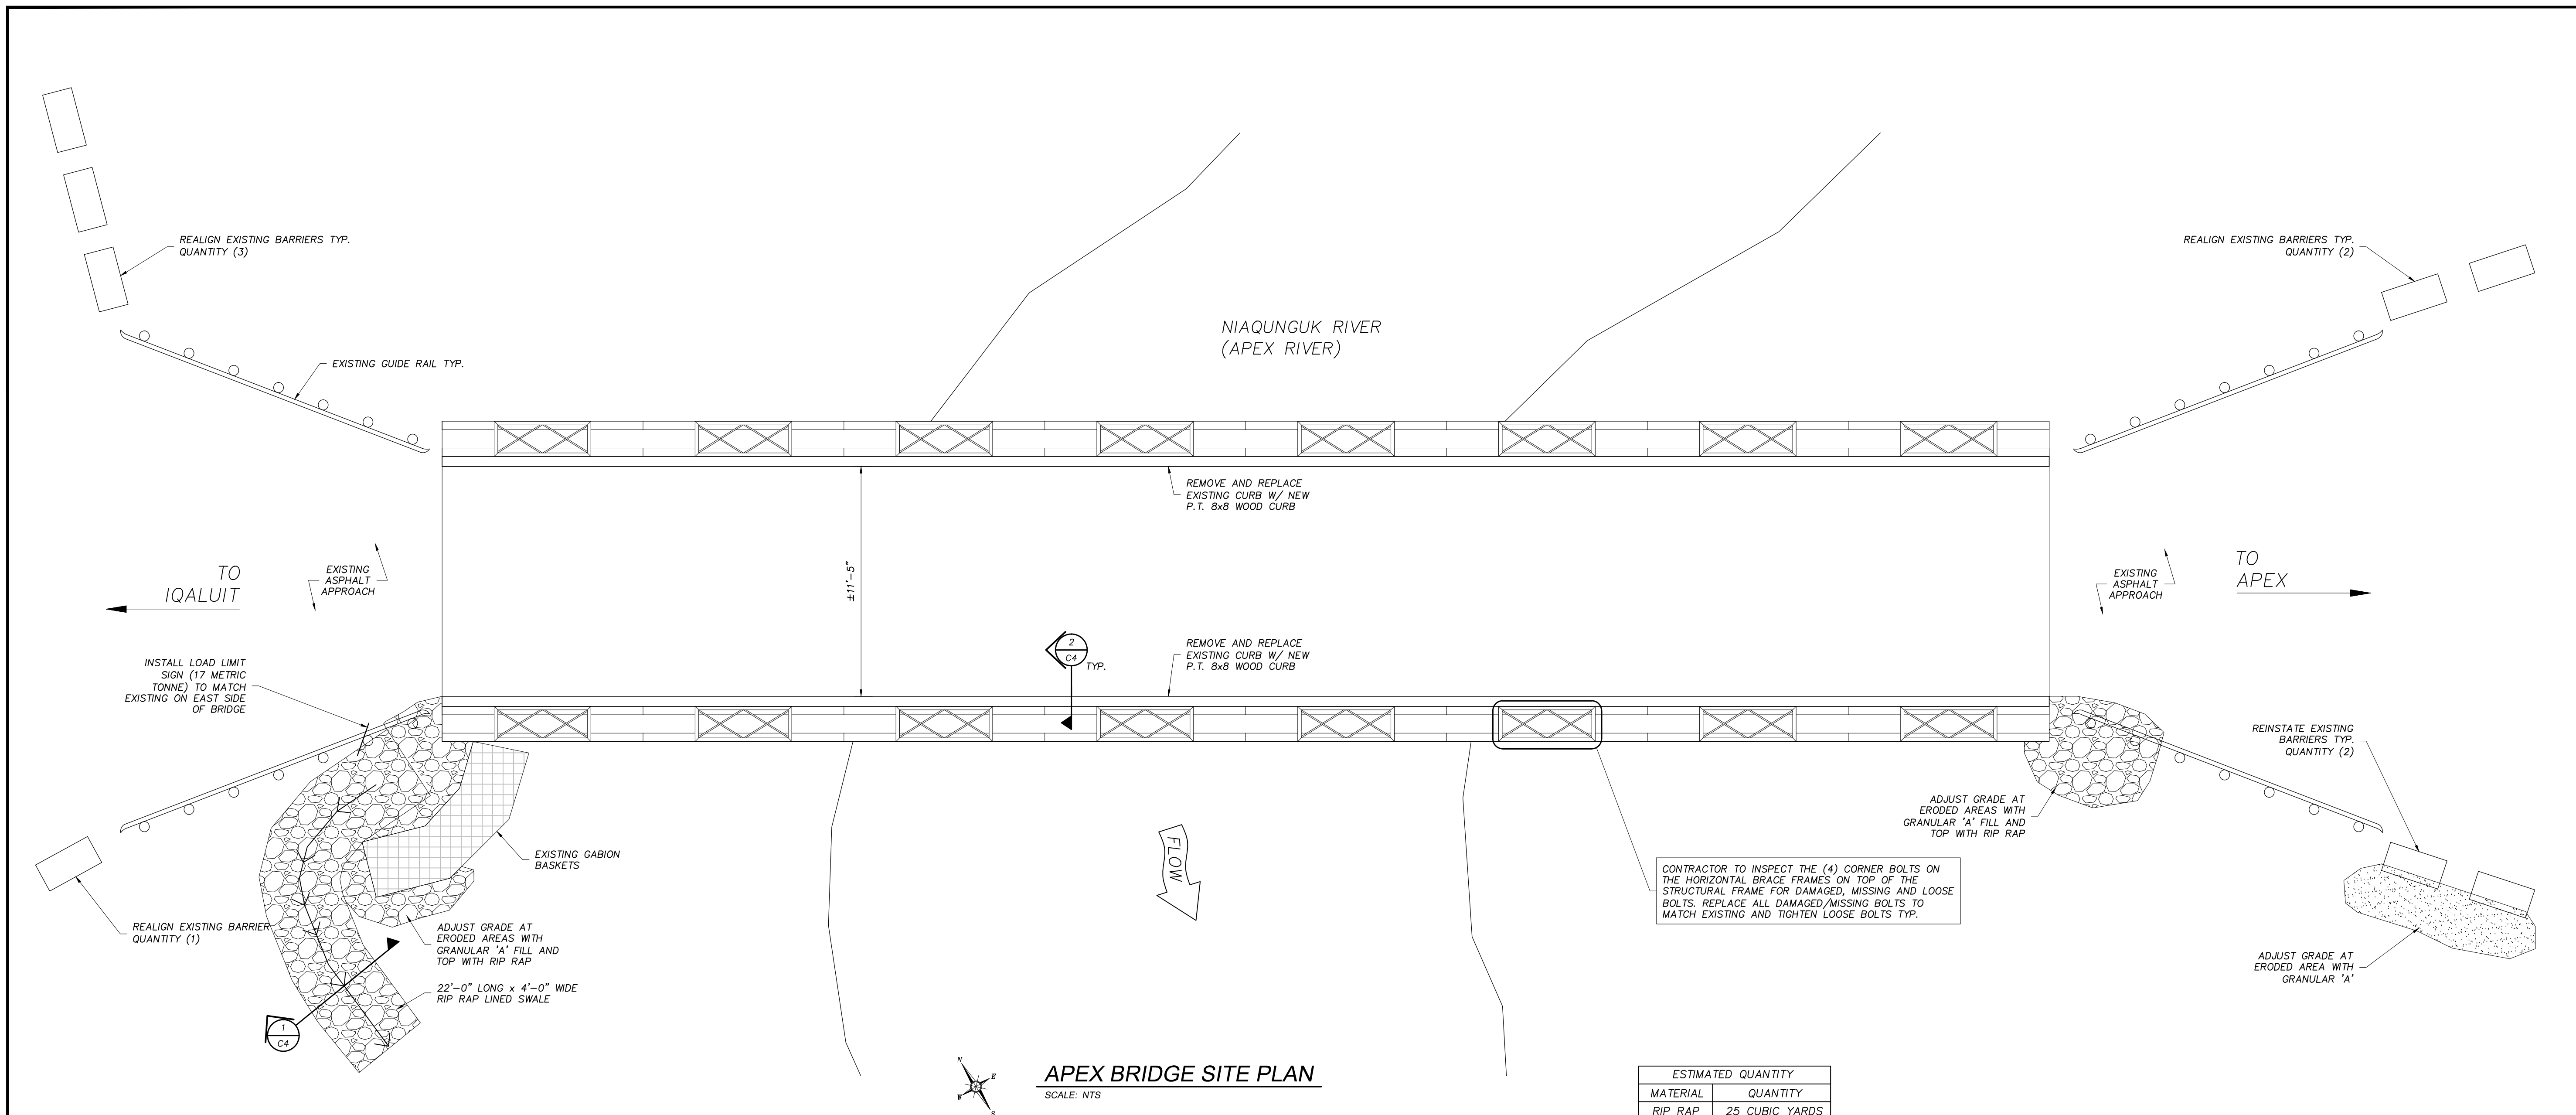 REALIGN EXISTING BARRIERS TYP.
QUANTITY (3)
EXISTING GUIDE RAIL TYP.
NIAQUNGUK RIVER
(APEX RIVER)
REALIGN EXISTING BARRIERS TYP.
QUANTITY (2)
REMOVE AND REPLACE
EXISTING CURB W/ NEW
P.T. 8x8 WOOD CURB
±11'-5"
TO
IQALUIT
EXISTING
ASPHALT
APPROACH
EXISTING
ASPHALT
APPROACH
TO
APEX
INSTALL LOAD LIMIT
SIGN (17 METRIC
TONNE) TO MATCH
EXISTING ON EAST SIDE
OF BRIDGE
2
C4
TYP.
REMOVE AND REPLACE
EXISTING CURB W/ NEW
P.T. 8x8 WOOD CURB
REINSTATE EXISTING
BARRIERS TYP.
QUANTITY (2)
ADJUST GRADE AT
ERODED AREAS WITH
GRANULAR 'A' FILL AND
TOP WITH RIP RAP
EXISTING GABION
BASKETS
FLOW
CONTRACTOR TO INSPECT THE (4) CORNER BOLTS ON
THE HORIZONTAL BRACE FRAMES ON TOP OF THE
STRUCTURAL FRAME FOR DAMAGED, MISSING AND LOOSE
BOLTS. REPLACE ALL DAMAGED/MISSING BOLTS TO
MATCH EXISTING AND TIGHTEN LOOSE BOLTS TYP.
REALIGN EXISTING BARRIER
QUANTITY (1)
ADJUST GRADE AT
ERODED AREAS WITH
GRANULAR 'A' FILL AND
TOP WITH RIP RAP
ADJUST GRADE AT
ERODED AREA WITH
GRANULAR 'A'
22'-0" LONG x 4'-0" WIDE
RIP RAP LINED SWALE
1
C4
N
E
W
S
APEX BRIDGE SITE PLAN
SCALE: NTS
ESTIMATED QUANTITY
MATERIAL QUANTITY
RIP RAP 25 CUBIC YARDS